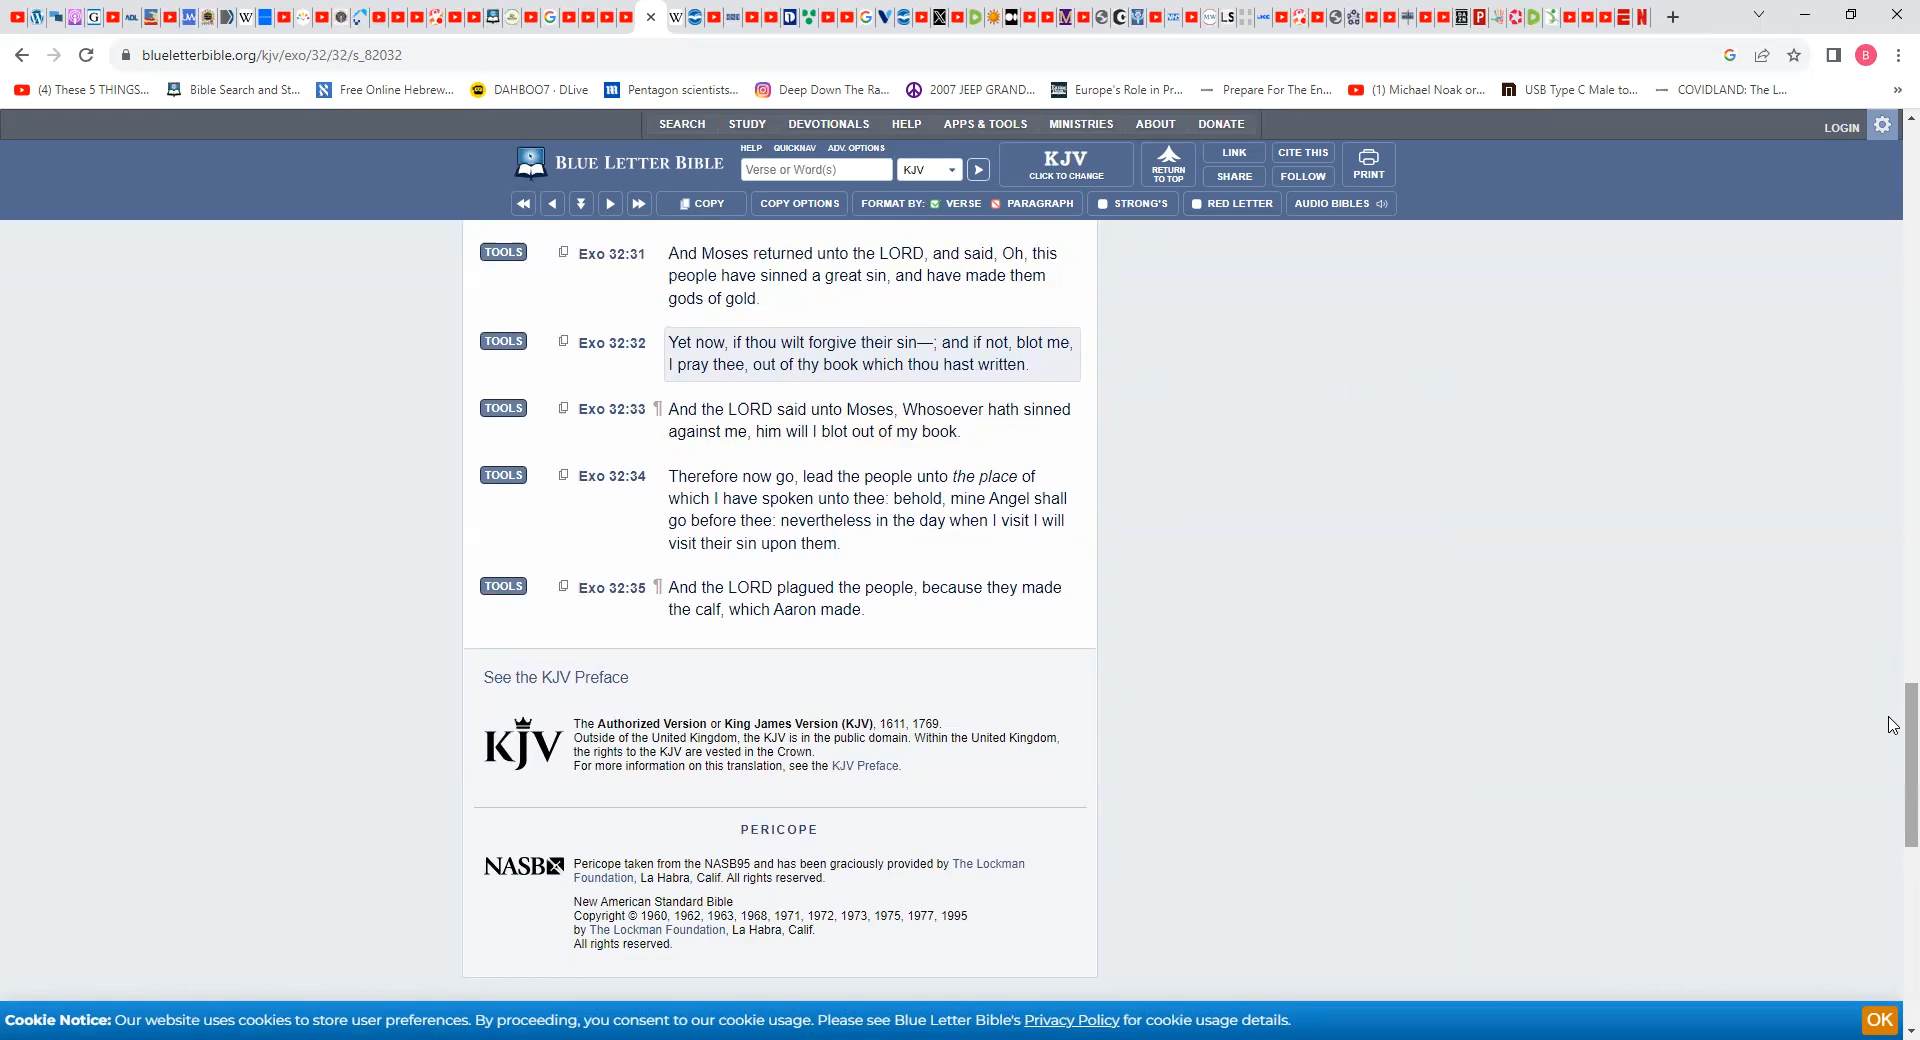 blueletterbible.org/kjv/exo/32/32/s_82032
(4) These 5 THINGS...
Bible Search and St...
Free Online Hebrew...
DAHBOO7 · DLive
Pentagon scientists...
Deep Down The Ra...
2007 JEEP GRAND...
Europe's Role in Pr...
Prepare For The En...
(1) Michael Noak or...
USB Type C Male to...
COVIDLAND: The L...
SEARCH STUDY DEVOTIONALS HELP APPS & TOOLS MINISTRIES ABOUT DONATE
LOGIN
BLUE LETTER BIBLE
HELP QUICKNAV ADV. OPTIONS
Verse or Word(s)
KJV
KJV
CLICK TO CHANGE
RETURN
TO TOP
LINK
CITE THIS
SHARE
FOLLOW
PRINT
COPY
COPY OPTIONS
FORMAT BY: VERSE PARAGRAPH
STRONG'S
RED LETTER
AUDIO BIBLES
TOOLS Exo 32:31 And Moses returned unto the LORD, and said, Oh, this
people have sinned a great sin, and have made them
gods of gold.
TOOLS Exo 32:32 Yet now, if thou wilt forgive their sin—; and if not, blot me,
I pray thee, out of thy book which thou hast written.
TOOLS Exo 32:33 ¶ And the LORD said unto Moses, Whosoever hath sinned
against me, him will I blot out of my book.
TOOLS Exo 32:34 Therefore now go, lead the people unto the place of
which I have spoken unto thee: behold, mine Angel shall
go before thee: nevertheless in the day when I visit I will
visit their sin upon them.
TOOLS Exo 32:35 ¶ And the LORD plagued the people, because they made
the calf, which Aaron made.
See the KJV Preface
KJV
The Authorized Version or King James Version (KJV), 1611, 1769.
Outside of the United Kingdom, the KJV is in the public domain. Within the United Kingdom,
the rights to the KJV are vested in the Crown.
For more information on this translation, see the KJV Preface.
PERICOPE
NASB
Pericope taken from the NASB95 and has been graciously provided by The Lockman
Foundation, La Habra, Calif. All rights reserved.
New American Standard Bible
Copyright © 1960, 1962, 1963, 1968, 1971, 1972, 1973, 1975, 1977, 1995
by The Lockman Foundation, La Habra, Calif.
All rights reserved.
Cookie Notice: Our website uses cookies to store user preferences. By proceeding, you consent to our cookie usage. Please see Blue Letter Bible's Privacy Policy for cookie usage details.
OK